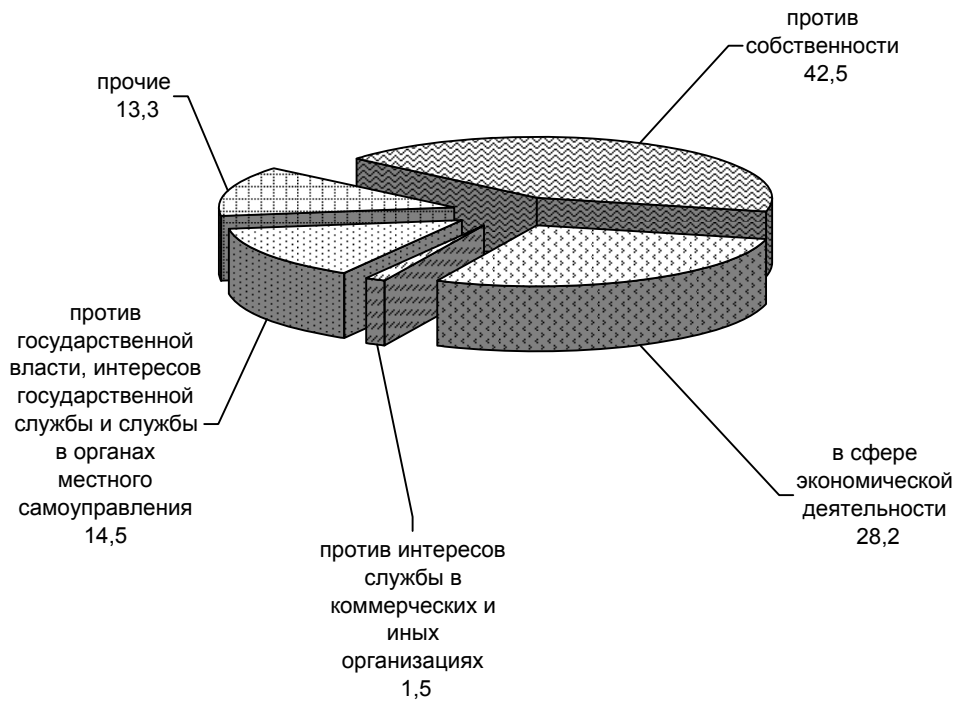 против
собственности
42,5
прочие
13,3
против
государственной
власти, интересов
государственной
службы и службы
в органах
местного
самоуправления
14,5
против интересов
службы в
коммерческих и
иных
организациях
1,5
в сфере
экономической
деятельности
28,2